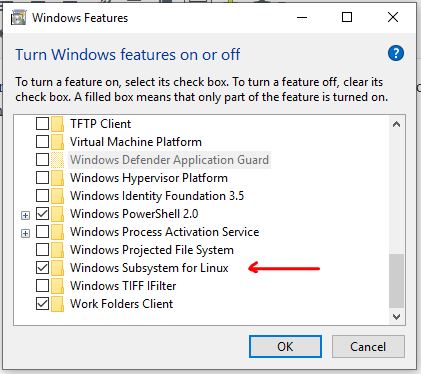 Windows Features
Turn Windows features on or off
?
To turn a feature on, select its check box. To turn a feature off, clear its
check box. A filled box means that only part of the feature is turned on.
TFTP Client
Virtual Machine Platform
Windows Defender Application Guard
Windows Hypervisor Platform
Windows Identity Foundation 3.5
Windows PowerShell 2.0
Windows Process Activation Service
Windows Projected File System
Windows Subsystem for Linux
Windows TIFF IFilter
Work Folders Client
OK
Cancel